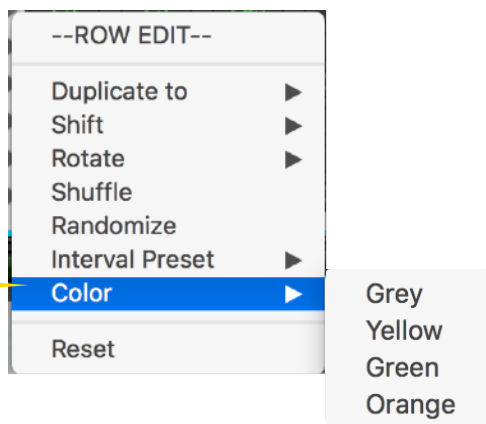 --ROW EDIT--
Duplicate to
Shift
Rotate
Shuffle
Randomize
Interval Preset
Color
Reset
Grey
Yellow
Green
Orange